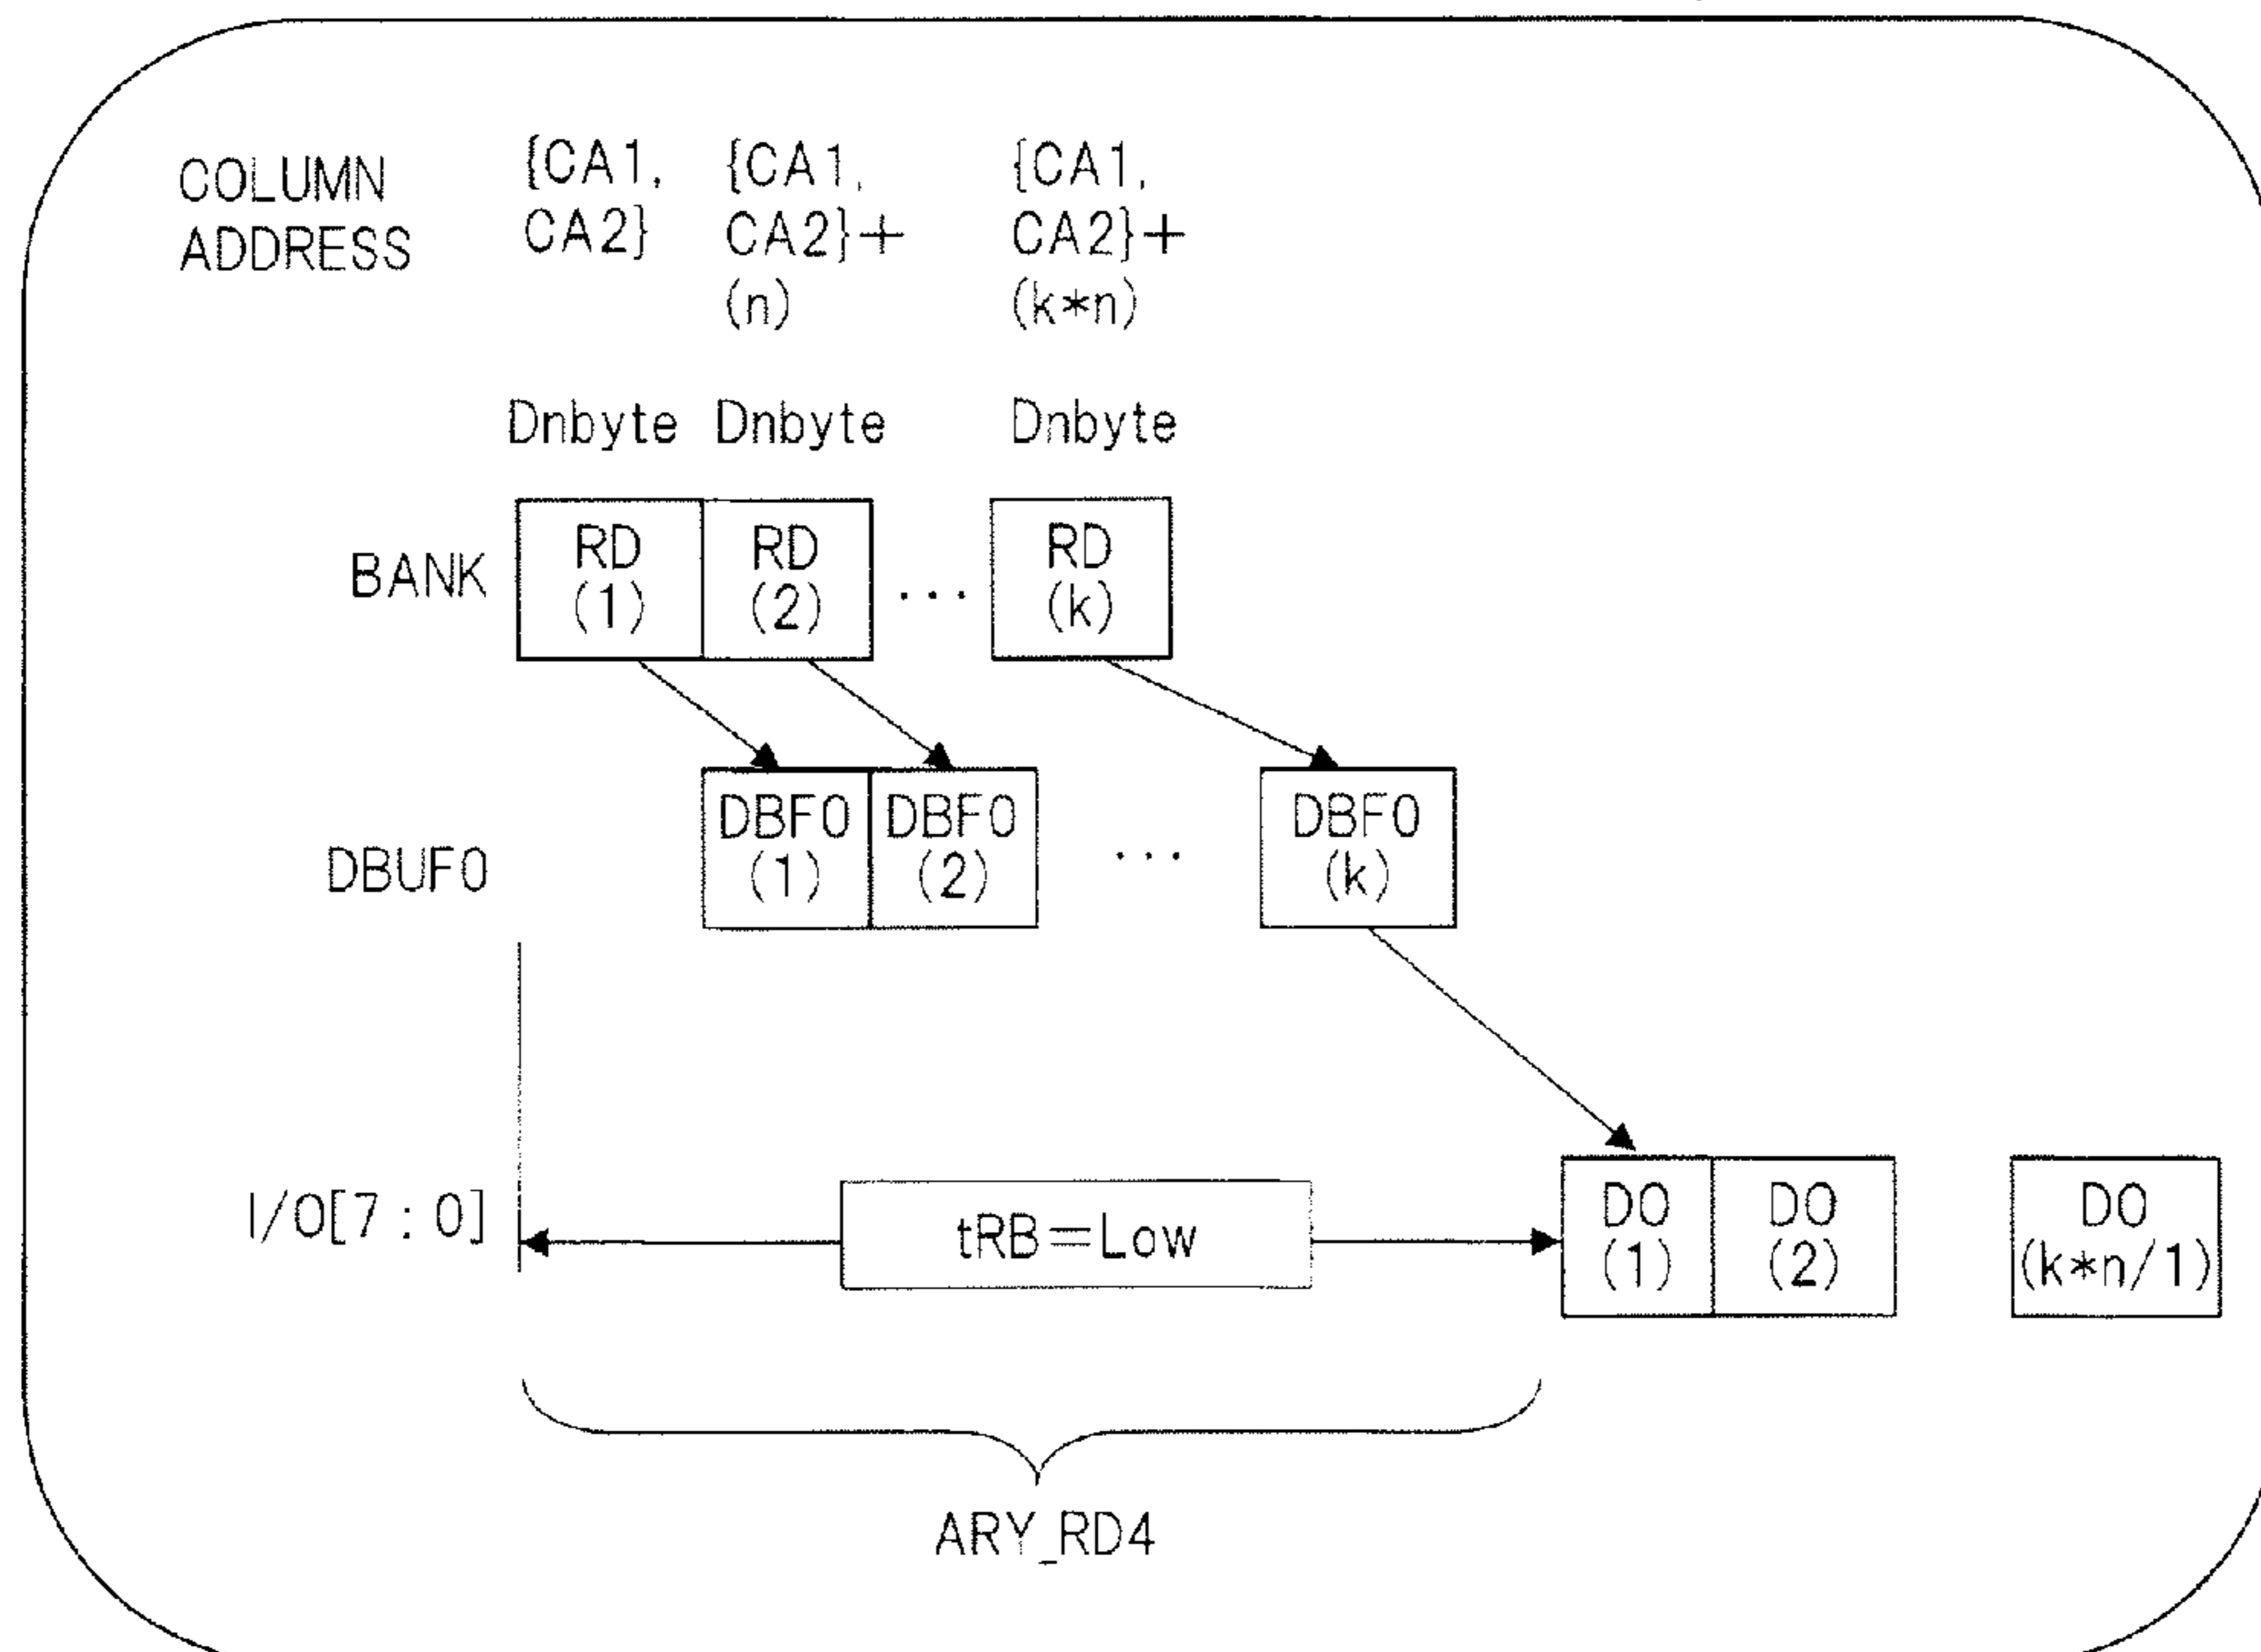 COLUMN
ADDRESS
{CA1,
CA2}
{CA1,
CA2}+
(n)
{CA1,
CA2}+
(k*n)
Dnbyte Dnbyte Dnbyte
BANK
RD
(1)
RD
(2)
...
RD
(k)
DBUF0
DBF0
(1)
DBF0
(2)
...
DBF0
(k)
I/O[7:0]
tRB=Low
DO
(1)
DO
(2)
DO
(k*n/1)
ARY_RD4